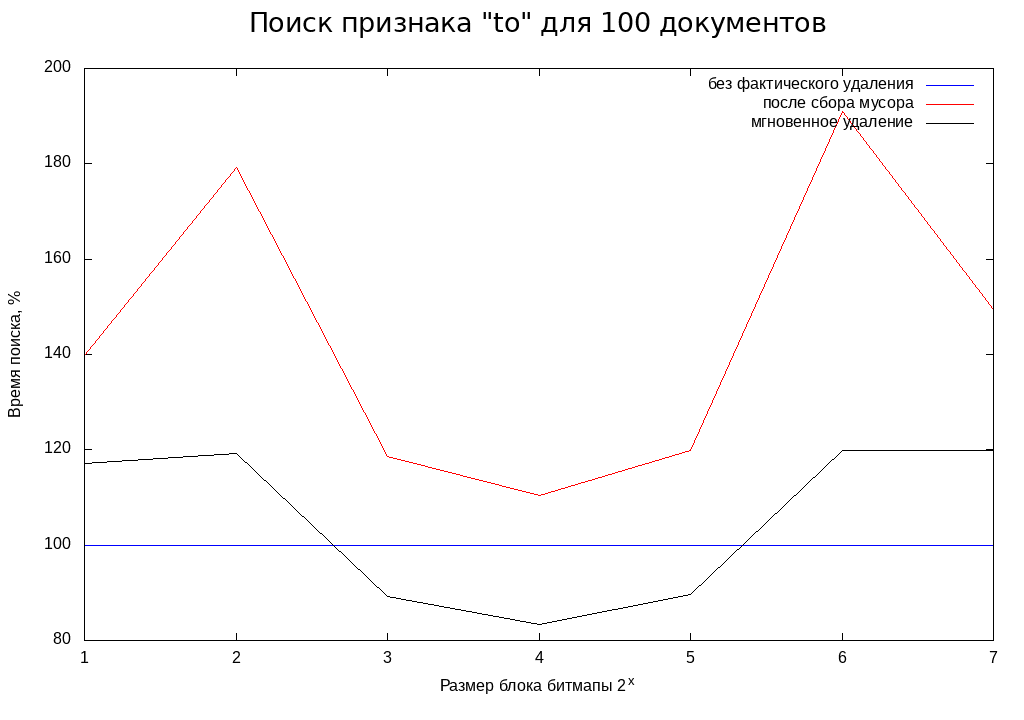 Поиск признака "to" для 100 документов
200
180
160
140
120
100
80
без фактического удаления
после сбора мусора
мгновенное удаление
Время поиска, %
1 2 3 4 5 6 7
Размер блока битмапы 2^x